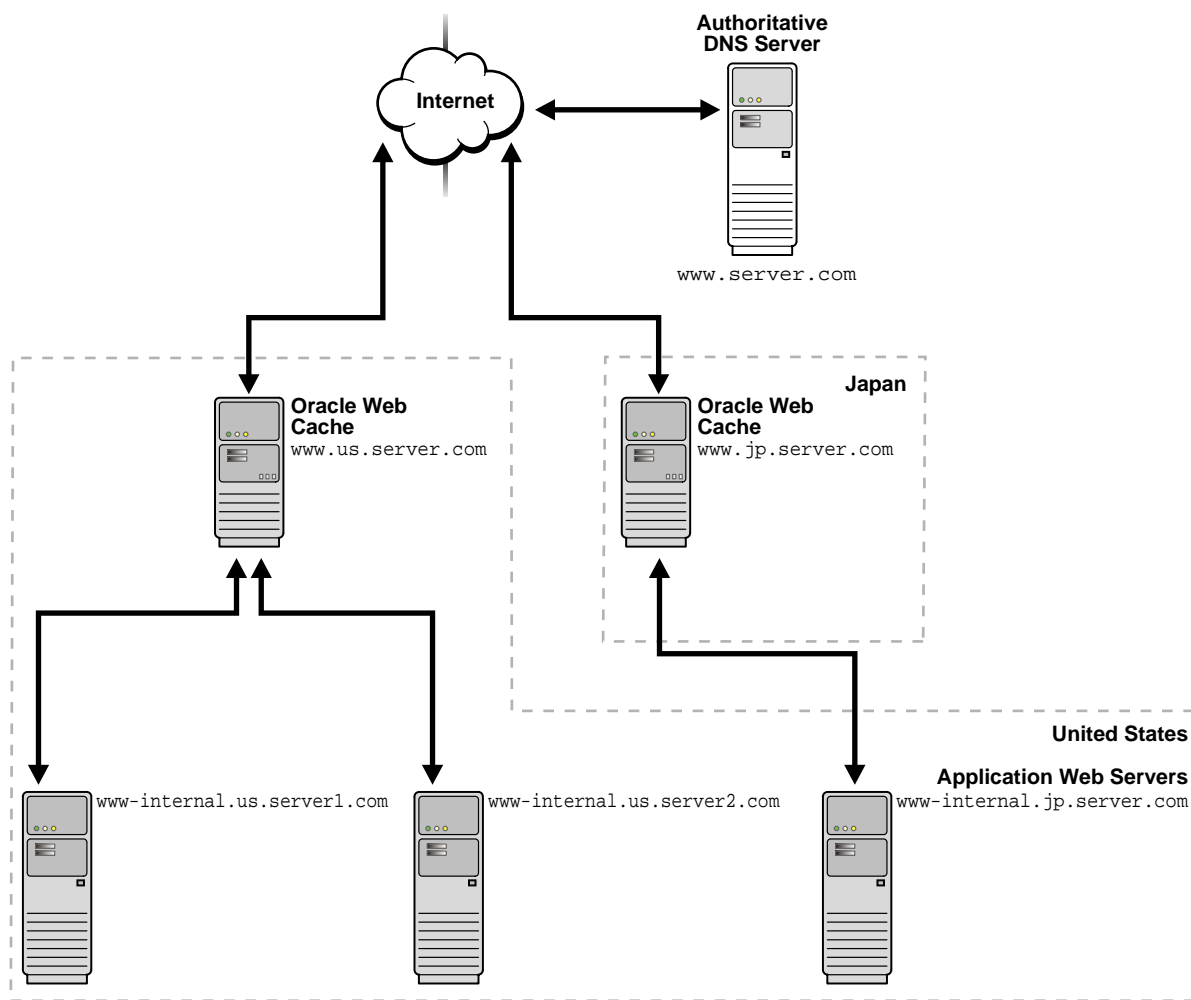 Authoritative
DNS Server
Internet
www.server.com
Japan
Oracle Web
Cache
www.us.server.com
Oracle Web
Cache
www.jp.server.com
United States
Application Web Servers
www-internal.us.server1.com
www-internal.us.server2.com
www-internal.jp.server.com